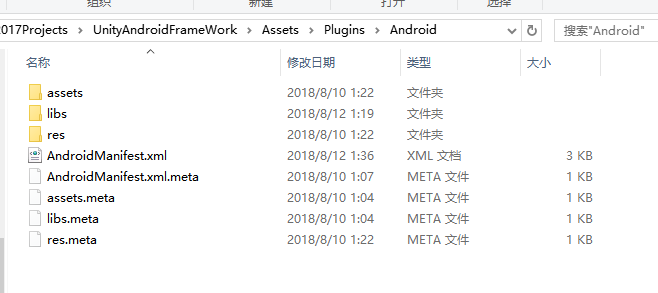 组织 新建 打开 选择
2017Projects › UnityAndroidFrameWork › Assets › Plugins › Android 搜索"Android"
名称 修改日期 类型 大小
assets 2018/8/10 1:22 文件夹
libs 2018/8/12 1:19 文件夹
res 2018/8/10 1:22 文件夹
AndroidManifest.xml 2018/8/12 1:36 XML 文档 3 KB
AndroidManifest.xml.meta 2018/8/10 1:07 META 文件 1 KB
assets.meta 2018/8/10 1:04 META 文件 1 KB
libs.meta 2018/8/10 1:04 META 文件 1 KB
res.meta 2018/8/10 1:22 META 文件 1 KB